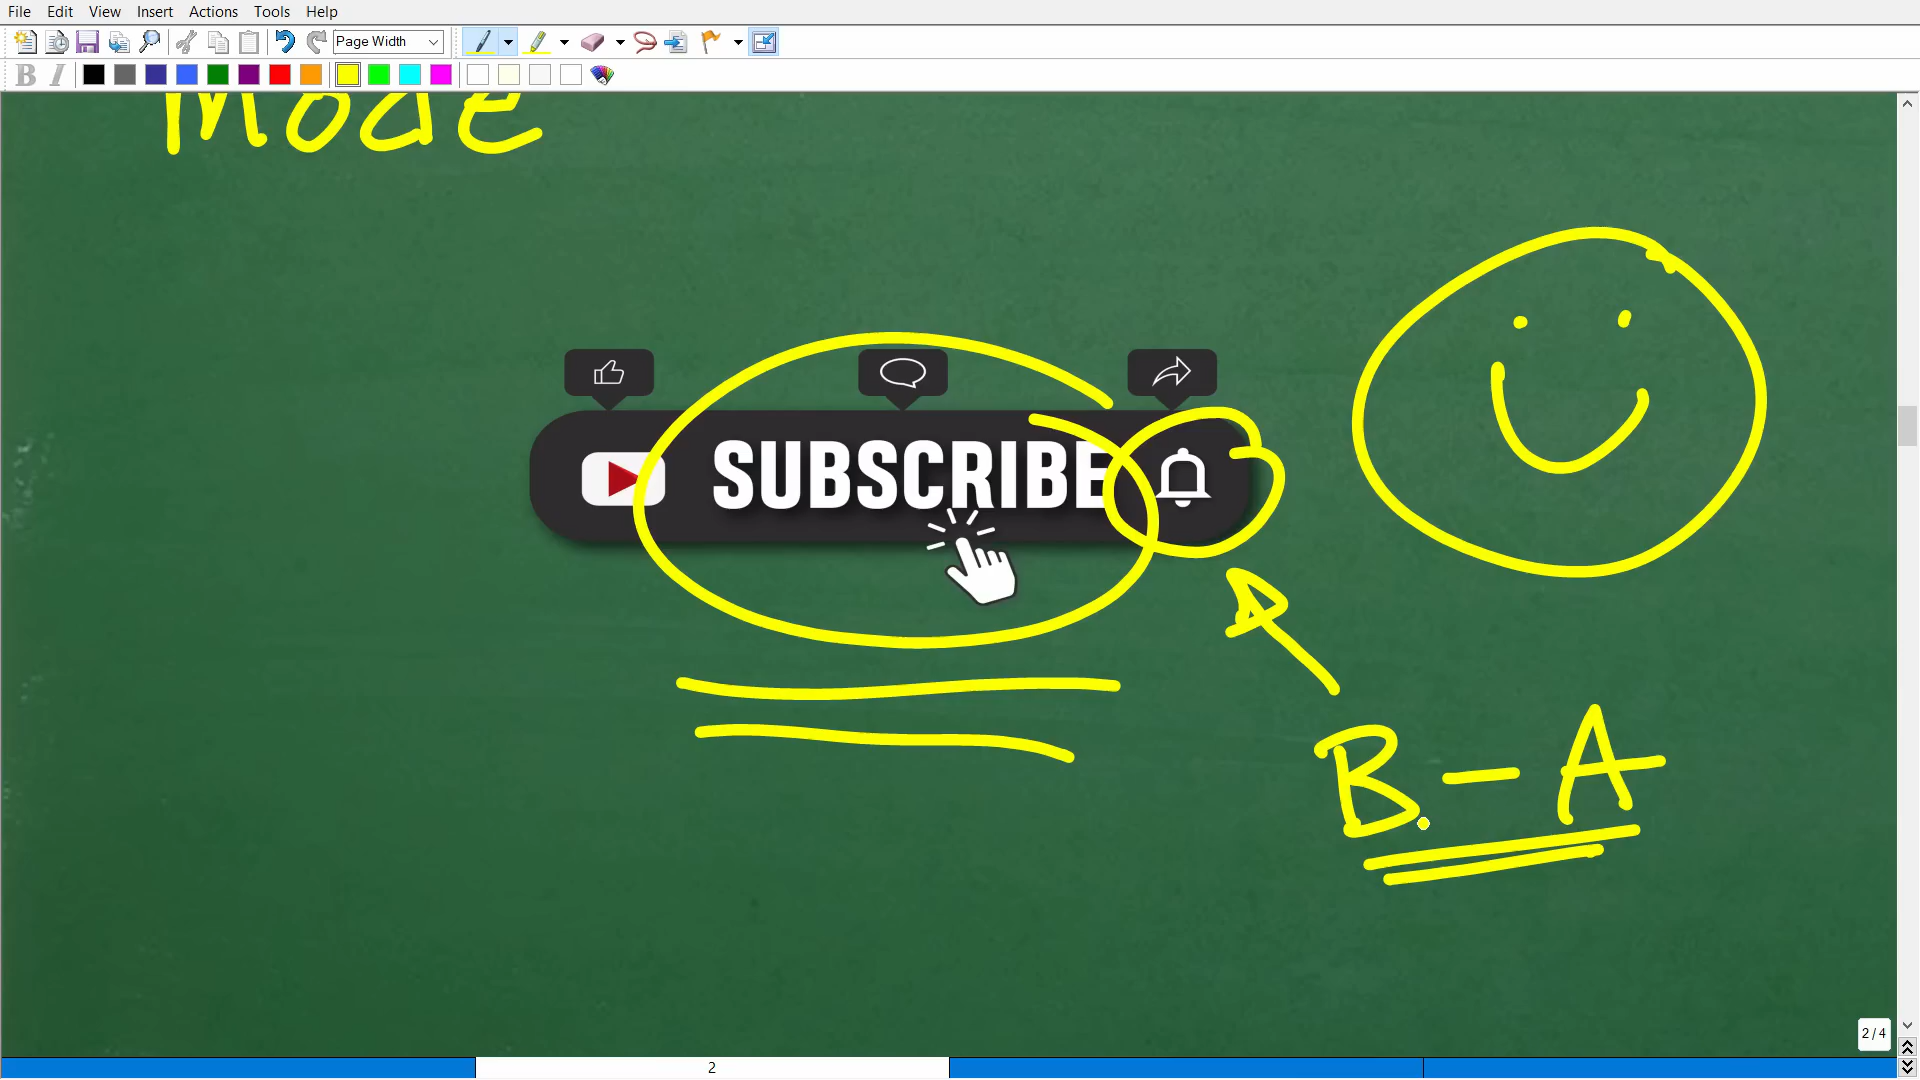 File Edit View Insert Actions Tools Help
Page Width
B I
Mode
SUBSCRIBE
B - A
2 / 4
2